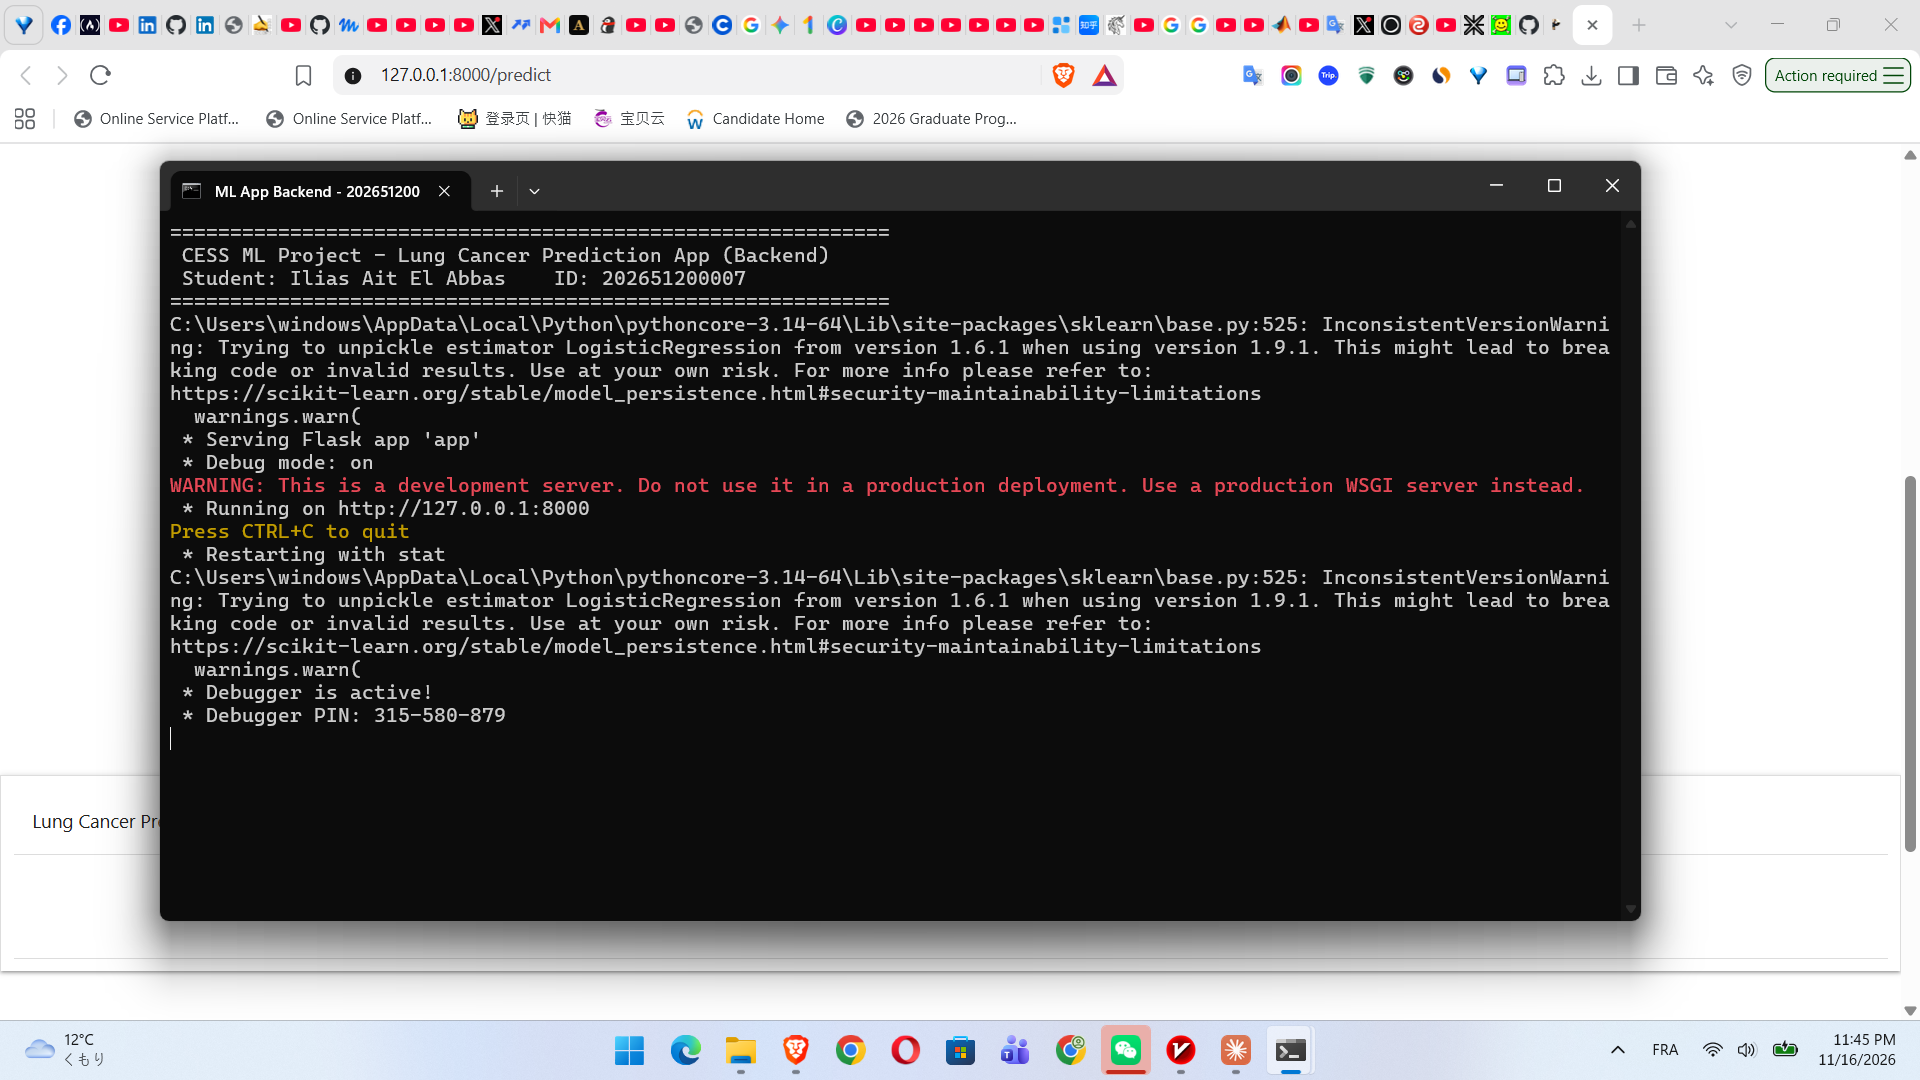 127.0.0.1:8000/predict
Action required
Online Service Platf...
Online Service Platf...
登录页 | 快猫
宝贝云
Candidate Home
2026 Graduate Prog...
ML App Backend - 202651200
============================================================
CESS ML Project - Lung Cancer Prediction App (Backend)
Student: Ilias Ait El Abbas    ID: 202651200007
============================================================
C:\Users\windows\AppData\Local\Python\pythoncore-3.14-64\Lib\site-packages\sklearn\base.py:525: InconsistentVersionWarni
ng: Trying to unpickle estimator LogisticRegression from version 1.6.1 when using version 1.9.1. This might lead to brea
king code or invalid results. Use at your own risk. For more info please refer to:
https://scikit-learn.org/stable/model_persistence.html#security-maintainability-limitations
warnings.warn(
* Serving Flask app 'app'
* Debug mode: on
WARNING: This is a development server. Do not use it in a production deployment. Use a production WSGI server instead.
* Running on http://127.0.0.1:8000
Press CTRL+C to quit
* Restarting with stat
C:\Users\windows\AppData\Local\Python\pythoncore-3.14-64\Lib\site-packages\sklearn\base.py:525: InconsistentVersionWarni
ng: Trying to unpickle estimator LogisticRegression from version 1.6.1 when using version 1.9.1. This might lead to brea
king code or invalid results. Use at your own risk. For more info please refer to:
https://scikit-learn.org/stable/model_persistence.html#security-maintainability-limitations
warnings.warn(
* Debugger is active!
* Debugger PIN: 315-580-879
Lung Cancer Pr
12°C
くもり
FRA
11:45 PM
11/16/2026